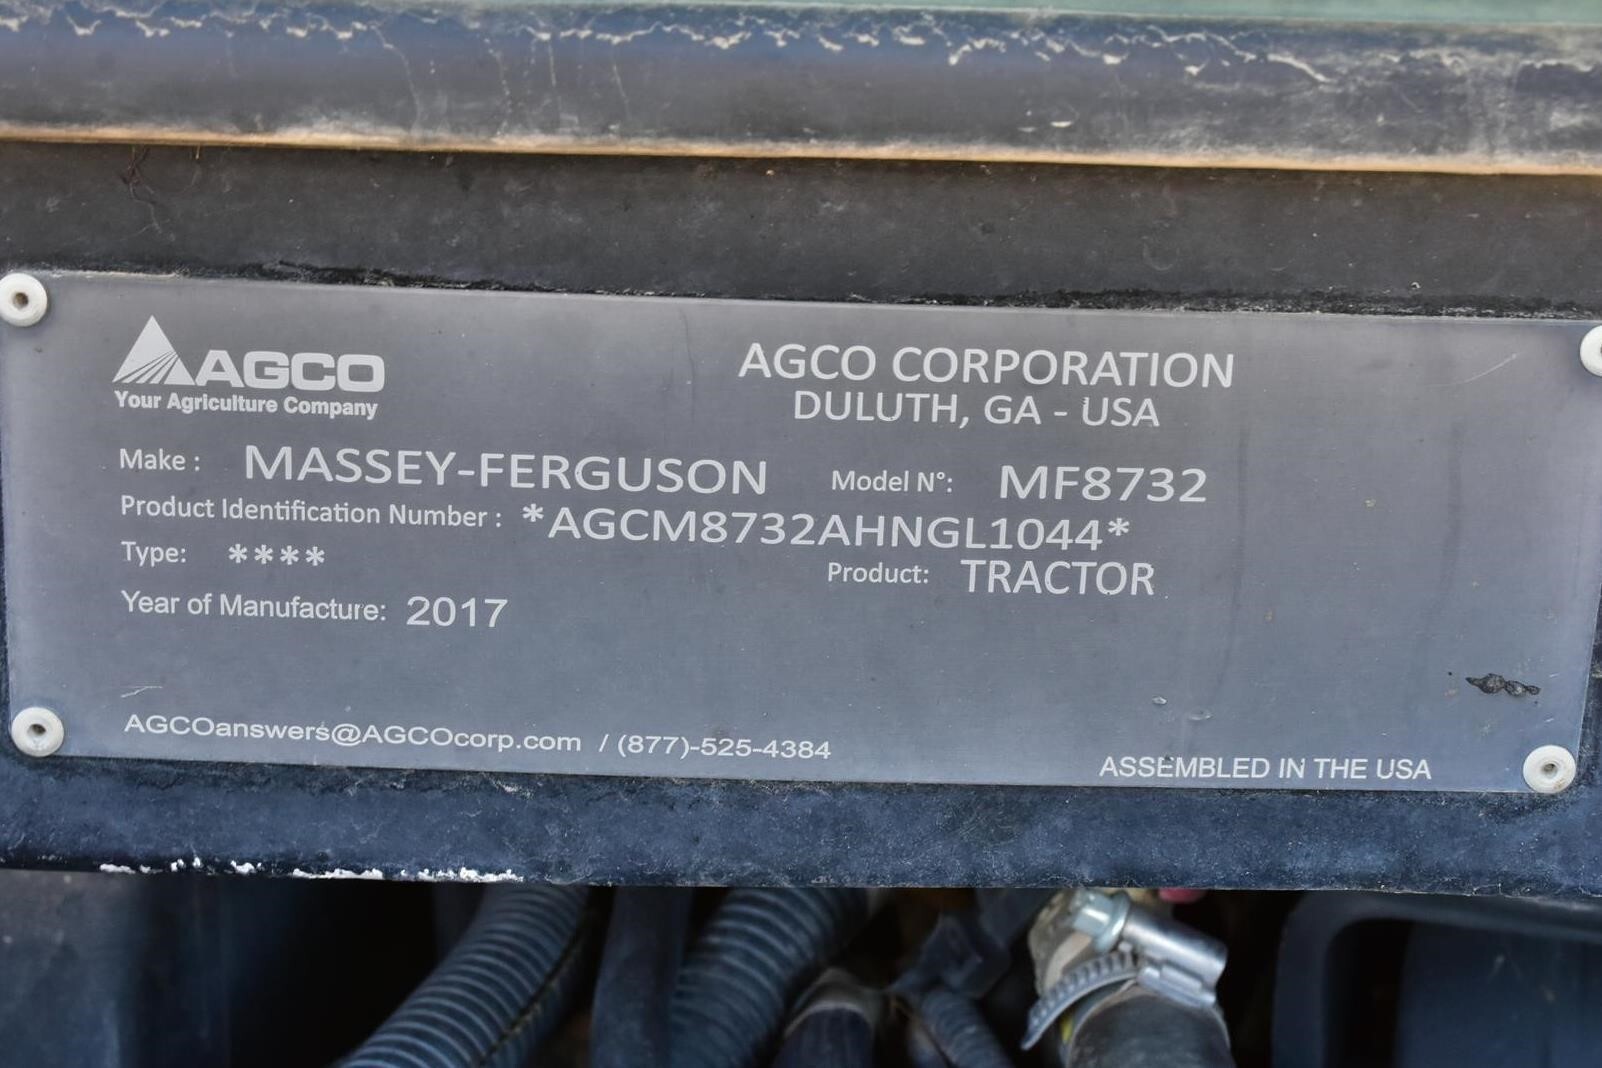 AGCO
Your Agriculture Company
AGCO CORPORATION
DULUTH, GA - USA
Make : MASSEY-FERGUSON Model N°: MF8732
Product Identification Number : *AGCM8732AHNGL1044*
Type: **** Product: TRACTOR
Year of Manufacture: 2017
AGCOanswers@AGCOcorp.com / (877)-525-4384
ASSEMBLED IN THE USA